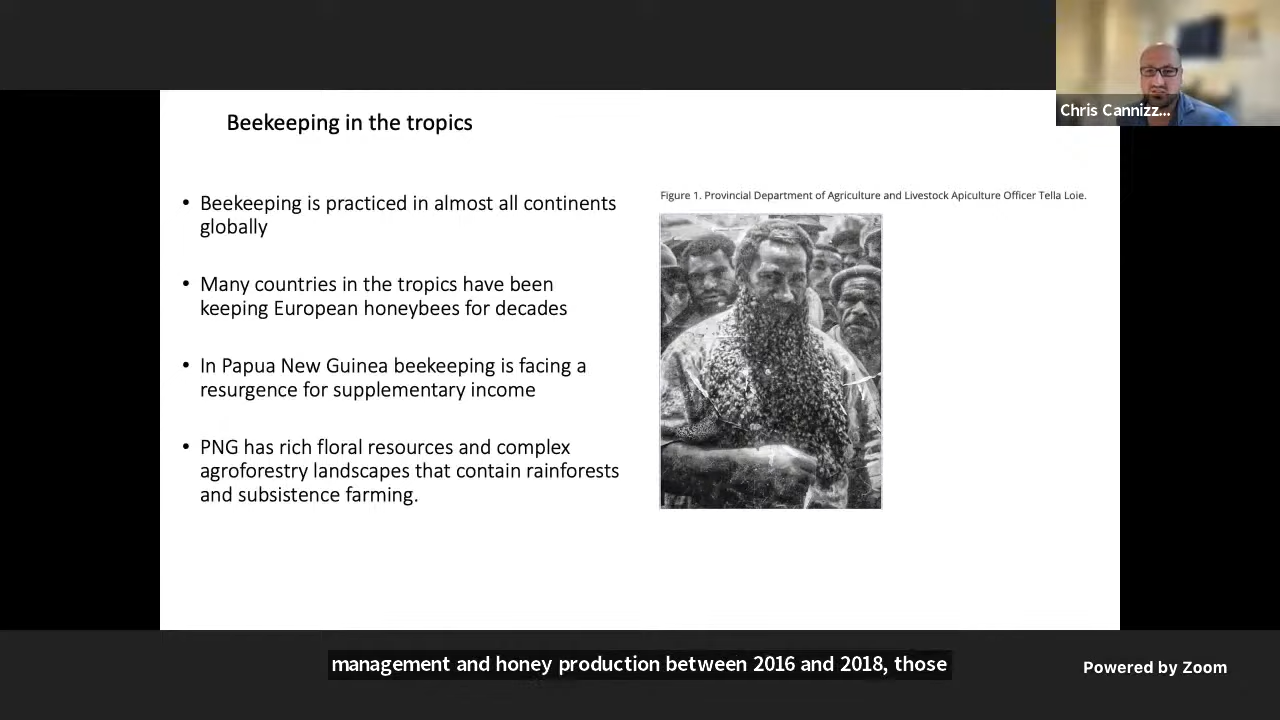 Chris Cannizz...
Beekeeping in the tropics
• Beekeeping is practiced in almost all continents
globally
• Many countries in the tropics have been
keeping European honeybees for decades
• In Papua New Guinea beekeeping is facing a
resurgence for supplementary income
• PNG has rich floral resources and complex
agroforestry landscapes that contain rainforests
and subsistence farming.
Figure 1. Provincial Department of Agriculture and Livestock Apiculture Officer Tella Loie.
management and honey production between 2016 and 2018, those
Powered by Zoom